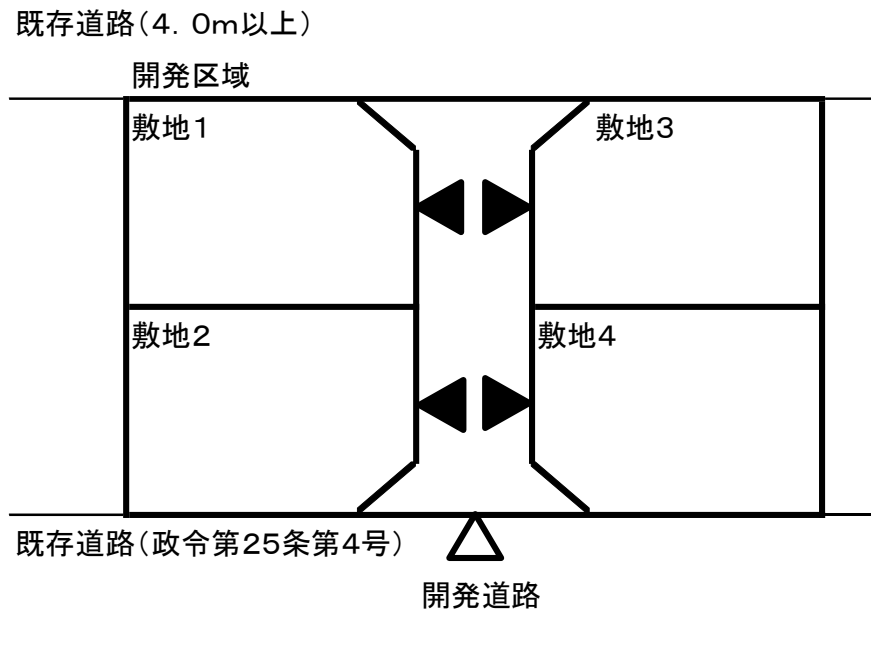 既存道路(4.0m以上)
開発区域
敷地1
敷地3
敷地2
敷地4
既存道路(政令第25条第4号)
開発道路